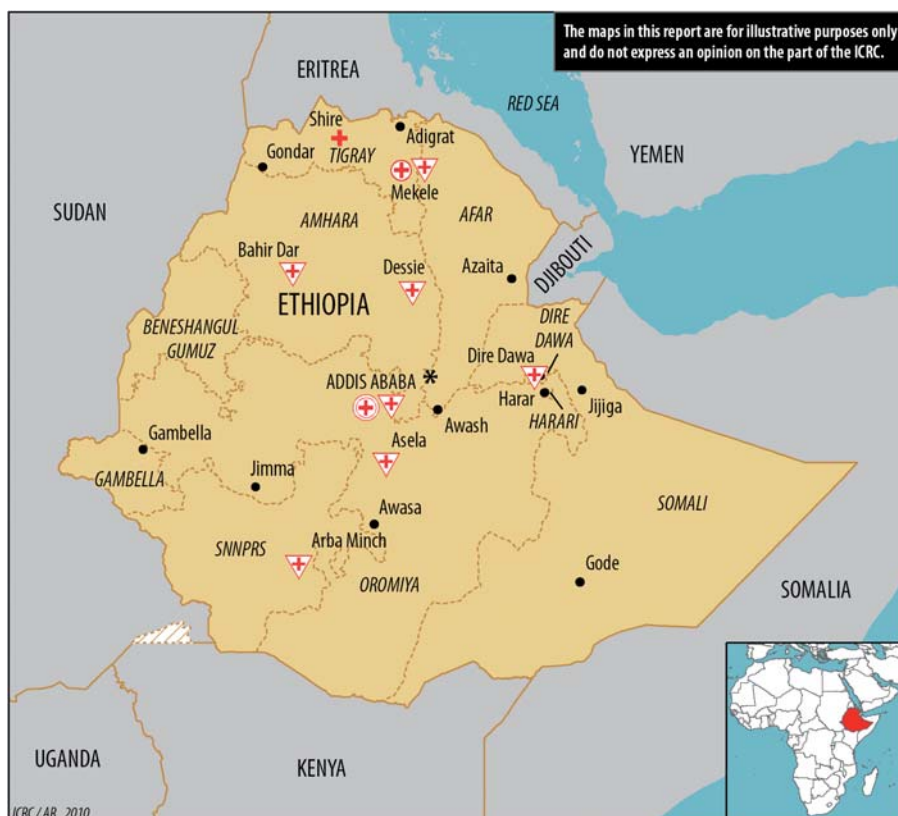 The maps in this report are for illustrative purposes only
and do not express an opinion on the part of the ICRC.
ERITREA
RED SEA
Shire
Adigrat
TIGRAY
Gondar
YEMEN
Mekele
SUDAN
AFAR
AMHARA
Bahir Dar
Dessie
Azaita
DJIBOUTI
ETHIOPIA
DIRE
DAWA
BENESHANGUL
GUMUZ
Dire Dawa
ADDIS ABABA
*
Harar
HARARI
Jijiga
Awash
Gambella
Asela
GAMBELLA
Jimma
SOMALI
Awasa
SNNPRS
Arba Minch
OROMIYA
Gode
SOMALIA
UGANDA
KENYA
ICRC / AR_2010